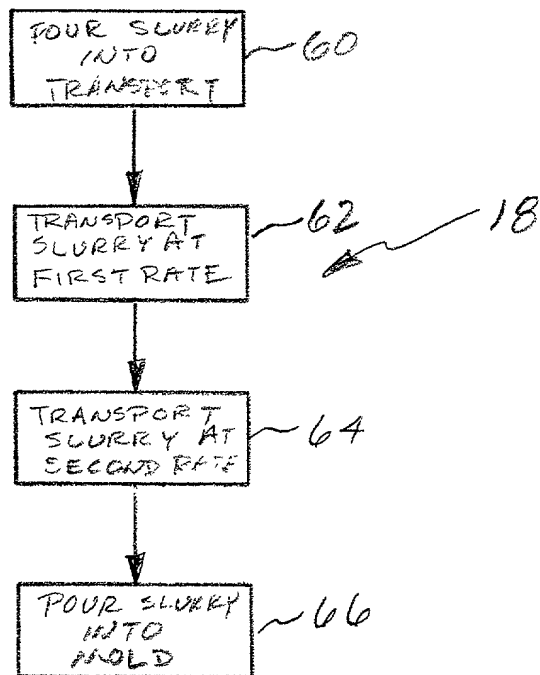 POUR SLURRY
INTO
TRANSPORT
60
TRANSPORT
SLURRY AT
FIRST RATE
62
18
TRANSPORT
SLURRY AT
SECOND RATE
64
POUR SLURRY
INTO
MOLD
66